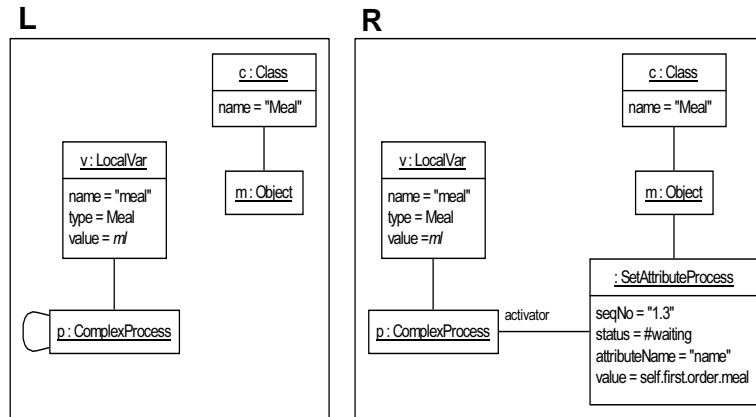 L
c : Class
name = "Meal"
v : LocalVar
name = "meal"
type = Meal
value = ml
m : Object
p : ComplexProcess
R
c : Class
name = "Meal"
v : LocalVar
name = "meal"
type = Meal
value =ml
m : Object
: SetAttributeProcess
seqNo = "1.3"
status = #waiting
attributeName = "name"
value = self.first.order.meal
activator
p : ComplexProcess